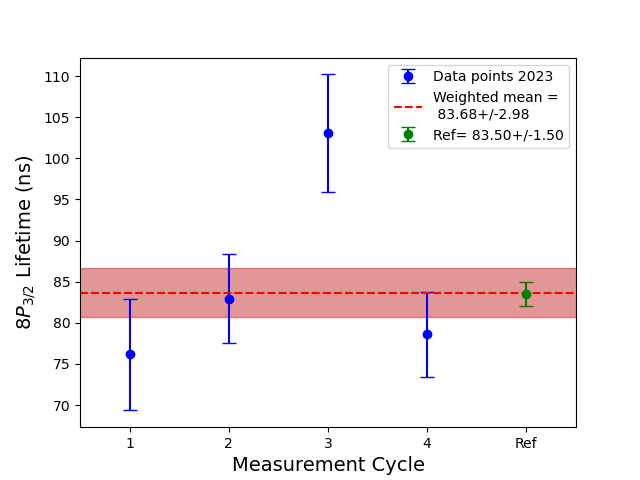 110
105
100
95
90
85
80
75
70
8P3/2 Lifetime (ns)
Data points 2023
Weighted mean =
83.68+/-2.98
Ref= 83.50+/-1.50
1 2 3 4 Ref
Measurement Cycle